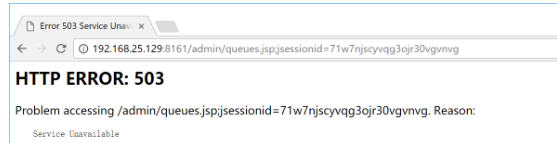 Error 503 Service Unav
192.168.25.129:8161/admin/queues.jsp;jsessionid=71w7njscyvqg3ojr30vgvnvg
HTTP ERROR: 503
Problem accessing /admin/queues.jsp;jsessionid=71w7njscyvqg3ojr30vgvnvg. Reason:
Service Unavailable